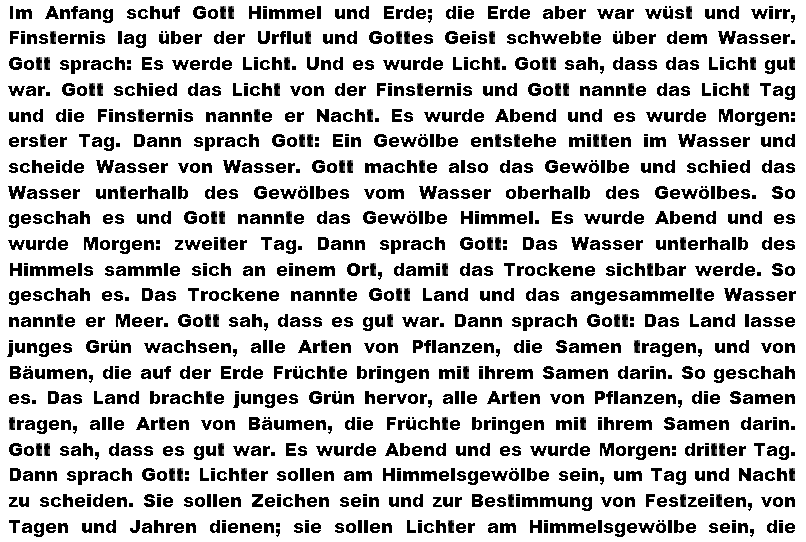 Im Anfang schuf Gott Himmel und Erde; die Erde aber war wüst und wirr,
Finsternis lag über der Urflut und Gottes Geist schwebte über dem Wasser.
Gott sprach: Es werde Licht. Und es wurde Licht. Gott sah, dass das Licht gut
war. Gott schied das Licht von der Finsternis und Gott nannte das Licht Tag
und die Finsternis nannte er Nacht. Es wurde Abend und es wurde Morgen:
erster Tag. Dann sprach Gott: Ein Gewölbe entstehe mitten im Wasser und
scheide Wasser von Wasser. Gott machte also das Gewölbe und schied das
Wasser unterhalb des Gewölbes vom Wasser oberhalb des Gewölbes. So
geschah es und Gott nannte das Gewölbe Himmel. Es wurde Abend und es
wurde Morgen: zweiter Tag. Dann sprach Gott: Das Wasser unterhalb des
Himmels sammle sich an einem Ort, damit das Trockene sichtbar werde. So
geschah es. Das Trockene nannte Gott Land und das angesammelte Wasser
nannte er Meer. Gott sah, dass es gut war. Dann sprach Gott: Das Land lasse
junges Grün wachsen, alle Arten von Pflanzen, die Samen tragen, und von
Bäumen, die auf der Erde Früchte bringen mit ihrem Samen darin. So geschah
es. Das Land brachte junges Grün hervor, alle Arten von Pflanzen, die Samen
tragen, alle Arten von Bäumen, die Früchte bringen mit ihrem Samen darin.
Gott sah, dass es gut war. Es wurde Abend und es wurde Morgen: dritter Tag.
Dann sprach Gott: Lichter sollen am Himmelsgewölbe sein, um Tag und Nacht
zu scheiden. Sie sollen Zeichen sein und zur Bestimmung von Festzeiten, von
Tagen und Jahren dienen; sie sollen Lichter am Himmelsgewölbe sein, die